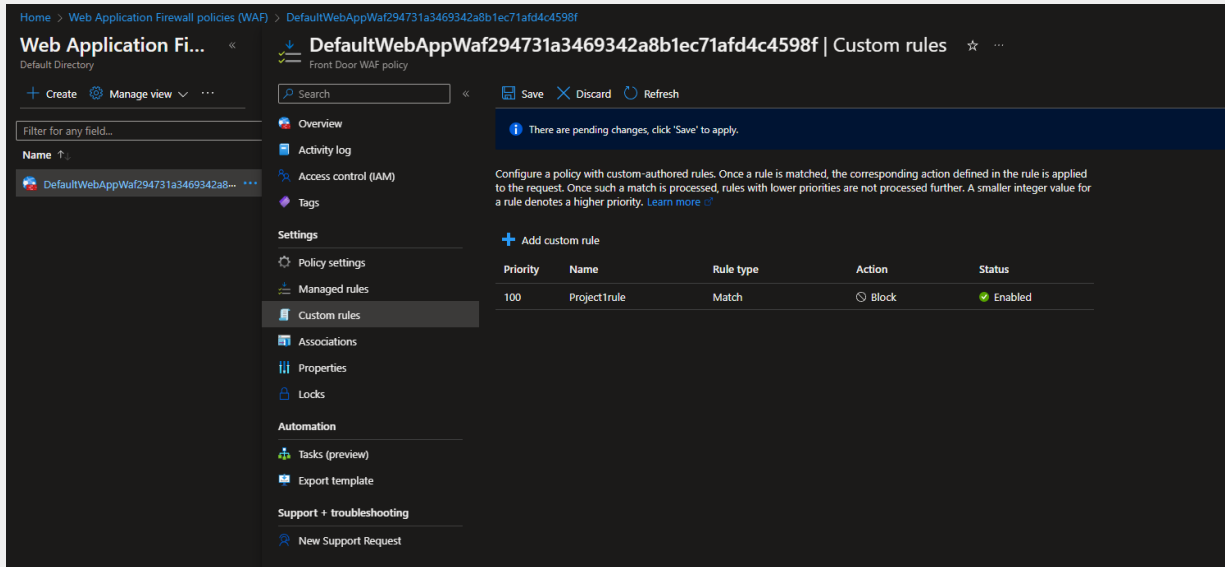 Home > Web Application Firewall policies (WAF) > DefaultWebAppWaf294731a3469342a8b1ec71afd4c4598f
Web Application Fi...
Default Directory
Create
Manage view
Filter for any field...
Name
DefaultWebAppWaf294731a3469342a8...
DefaultWebAppWaf294731a3469342a8b1ec71afd4c4598f | Custom rules
Front Door WAF policy
Search
Overview
Activity log
Access control (IAM)
Tags
Settings
Policy settings
Managed rules
Custom rules
Associations
Properties
Locks
Automation
Tasks (preview)
Export template
Support + troubleshooting
New Support Request
Save Discard Refresh
There are pending changes, click 'Save' to apply.
Configure a policy with custom-authored rules. Once a rule is matched, the corresponding action defined in the rule is applied
to the request. Once such a match is processed, rules with lower priorities are not processed further. A smaller integer value for
a rule denotes a higher priority. Learn more
Add custom rule
Priority Name Rule type Action Status
100 Project1rule Match Block Enabled